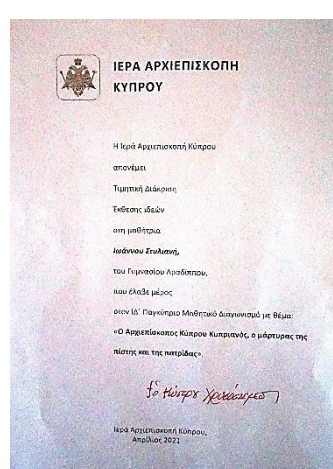 ΙΕΡΑ ΑΡΧΙΕΠΙΣΚΟΠΗ
ΚΥΠΡΟΥ
Η Ιερά Αρχιεπισκοπή Κύπρου
απονέμει
Τιμητική Διάκριση
Έκθεσης ιδεών
στη μαθήτρια
Ιωάννου Στυλιανή,
του Γυμνασίου Αραδίππου,
που έλαβε μέρος
στον ΙΔ΄ Παγκύπριο Μαθητικό Διαγωνισμό με θέμα:
«Ο Αρχιεπίσκοπος Κύπρου Κυπριανός, ο μάρτυρας της
πίστης και της πατρίδας».
Κύπρου Χρυσόστομος
Ιερά Αρχιεπισκοπή Κύπρου,
Απρίλιος 2021